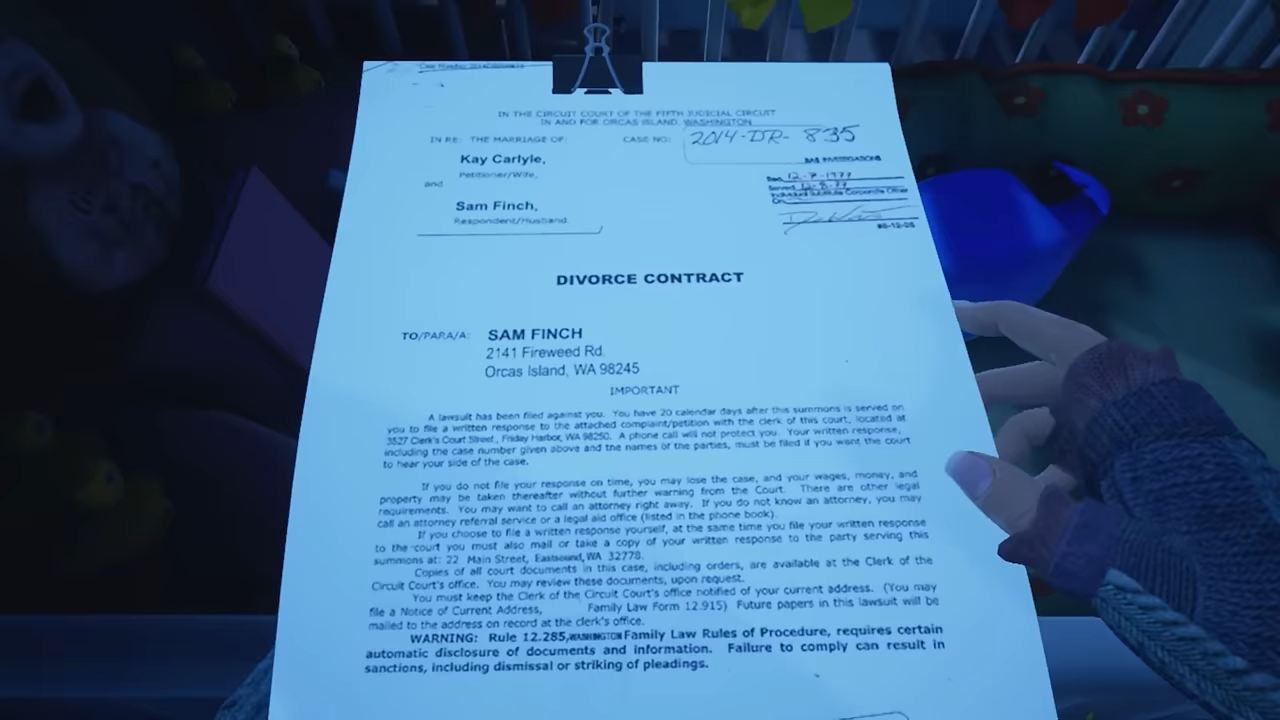 IN THE CIRCUIT COURT OF THE FIFTH JUDICIAL CIRCUIT
IN AND FOR ORCAS ISLAND, WASHINGTON
IN RE: THE MARRIAGE OF:
CASE NO: 2014-DR- 835
Kay Carlyle,
Petitioner/Wife,
and
Sam Finch,
Respondent/Husband.
BAS INVESTIGATIONS
12-7-1977
Served 12-8-77
Individual Substitute Corporate Other
DIVORCE CONTRACT
TO/PARA/A: SAM FINCH
2141 Fireweed Rd.
Orcas Island, WA 98245
IMPORTANT
A lawsuit has been filed against you. You have 20 calendar days after this summons is served on
you to file a written response to the attached complaint/petition with the clerk of this court, located at
3527 Clerk's Court Street, Friday Harbor, WA 98250. A phone call will not protect you. Your written response,
including the case number given above and the names of the parties, must be filed if you want the court
to hear your side of the case.
If you do not file your response on time, you may lose the case, and your wages, money, and
property may be taken thereafter without further warning from the Court. There are other legal
requirements. You may want to call an attorney right away. If you do not know an attorney, you may
call an attorney referral service or a legal aid office (listed in the phone book).
If you choose to file a written response yourself, at the same time you file your written response
to the court you must also mail or take a copy of your written response to the party serving this
summons at: 22 Main Street, Eastsound, WA 32778.
Copies of all court documents in this case, including orders, are available at the Clerk of the
Circuit Court's office. You may review these documents, upon request.
You must keep the Clerk of the Circuit Court's office notified of your current address. (You may
file a Notice of Current Address, Family Law Form 12.915) Future papers in this lawsuit will be
mailed to the address on record at the clerk's office.
WARNING: Rule 12.285, WASHINGTON Family Law Rules of Procedure, requires certain
automatic disclosure of documents and information. Failure to comply can result in
sanctions, including dismissal or striking of pleadings.